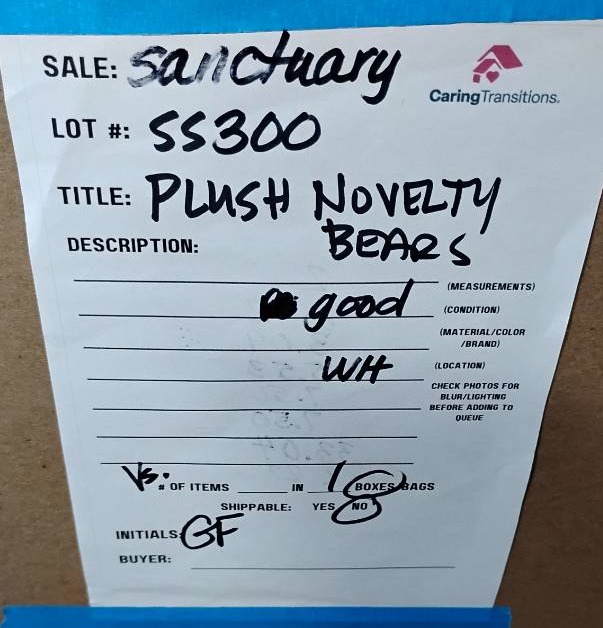 SALE: sanctuary
CaringTransitions.
LOT #: SS300
TITLE: PLUSH NOVELTY
BEARS
DESCRIPTION:
(MEASUREMENTS)
good (CONDITION)
(MATERIAL/COLOR
/BRAND)
WH (LOCATION)
CHECK PHOTOS FOR
BLUR/LIGHTING
BEFORE ADDING TO
QUEUE
Vs. # OF ITEMS IN 1 BOXES/BAGS
SHIPPABLE: YES NO
INITIALS: GF
BUYER: